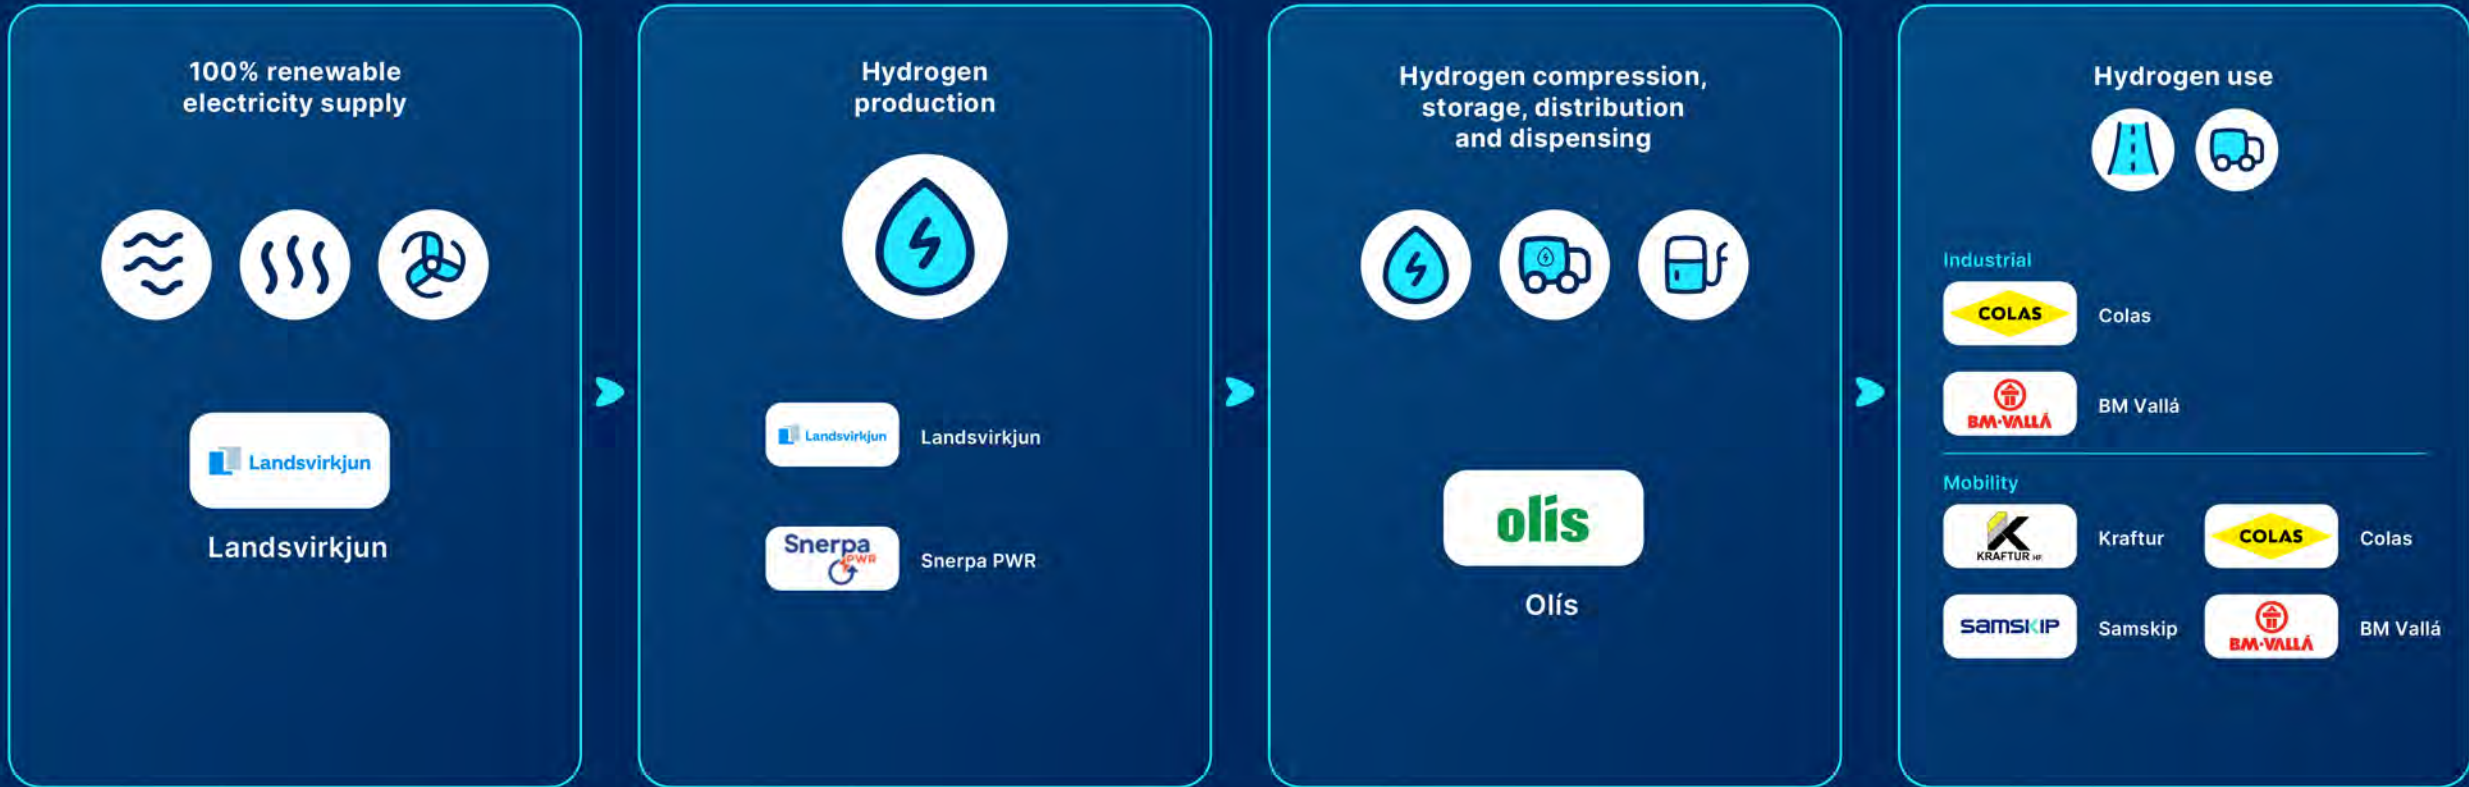 100% renewable
electricity supply
Landsvirkjun
Landsvirkjun
Hydrogen
production
Landsvirkjun
Landsvirkjun
Snerpa
PWR
Snerpa PWR
Hydrogen compression,
storage, distribution
and dispensing
olís
Olís
Hydrogen use
Industrial
COLAS
Colas
BM•VALLÁ
BM Vallá
Mobility
KRAFTUR HF.
Kraftur
COLAS
Colas
SAMSKIP
Samskip
BM•VALLÁ
BM Vallá